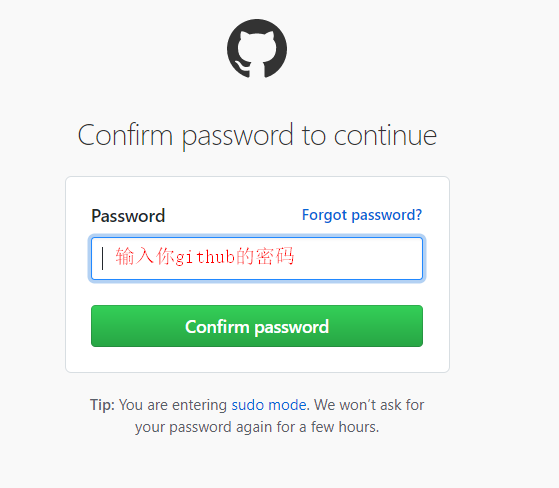 Confirm password to continue
Password Forgot password?
输入你github的密码
Confirm password
Tip: You are entering sudo mode. We won’t ask for
your password again for a few hours.